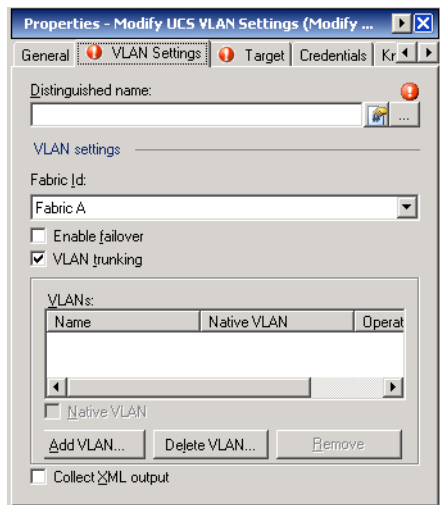 Properties - Modify UCS VLAN Settings (Modify ...
General VLAN Settings Target Credentials Kr
Distinguished name:
...
VLAN settings
Fabric Id:
Fabric A
Enable failover
VLAN trunking
VLANs:
Name Native VLAN Operat
Native VLAN
Add VLAN... Delete VLAN... Remove
Collect XML output